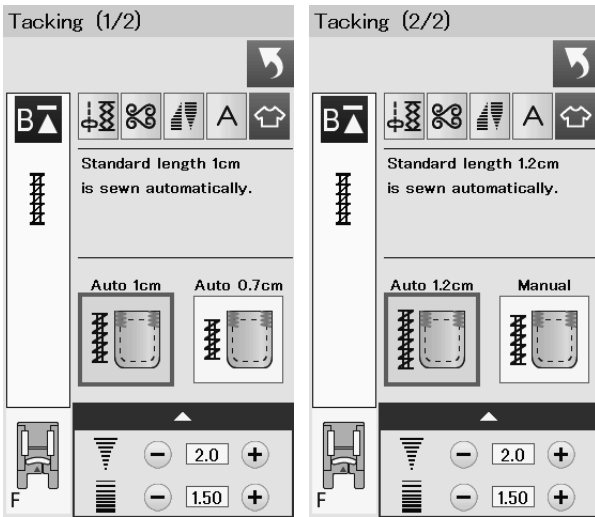 Tacking (1/2)
B
A
Standard length 1cm
is sewn automatically.
Auto 1cm Auto 0.7cm
2.0
1.50
F
Tacking (2/2)
B
A
Standard length 1.2cm
is sewn automatically.
Auto 1.2cm Manual
2.0
1.50
F